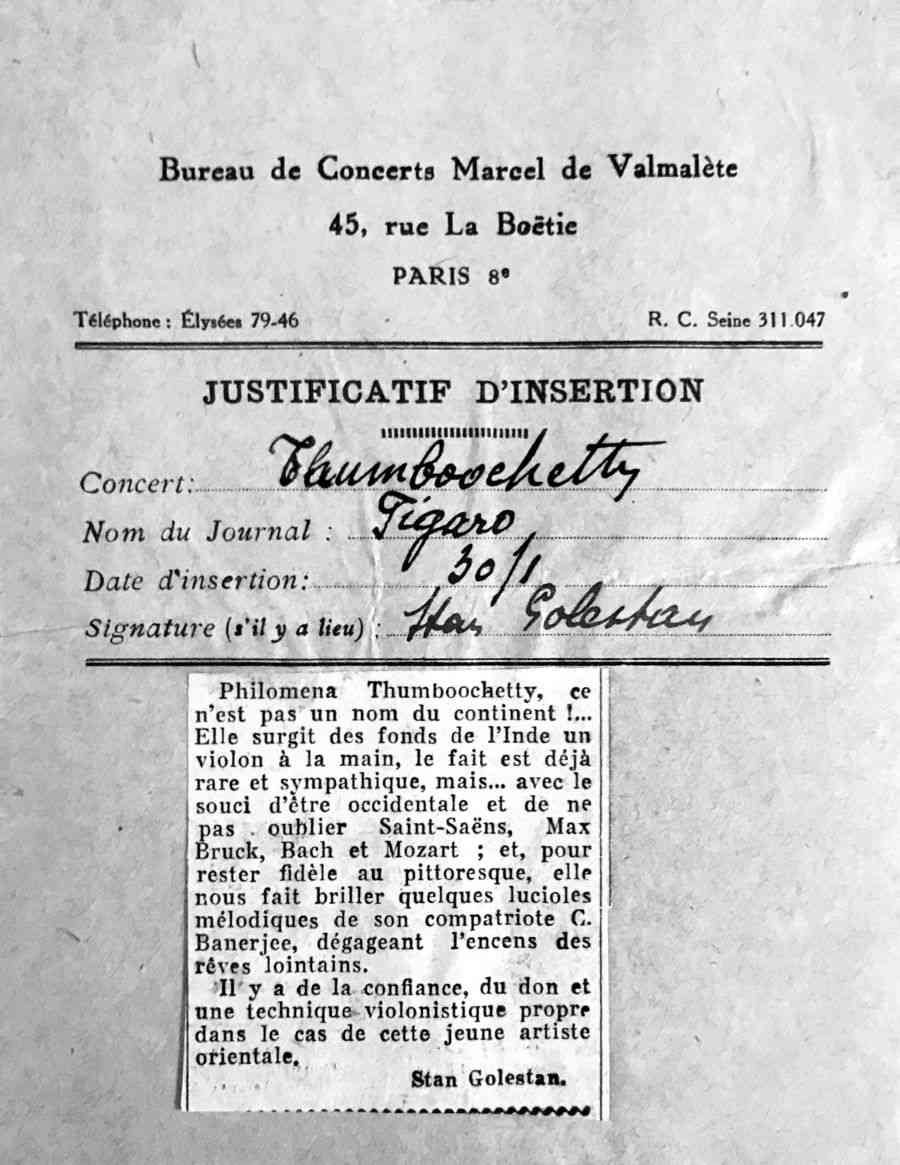 Bureau de Concerts Marcel de Valmalète
45, rue La Boëtie
PARIS 8e
Téléphone : Élysées 79-46
R. C. Seine 311.047
JUSTIFICATIF D'INSERTION
Concert: Thumboochetty
Nom du Journal : Figaro
Date d'insertion: 30/1
Signature (s'il y a lieu) : Stan Golestan
Philomena Thumboochetty, ce
n'est pas un nom du continent !...
Elle surgit des fonds de l'Inde un
violon à la main, le fait est déjà
rare et sympathique, mais... avec le
souci d'être occidentale et de ne
pas oublier Saint-Saëns, Max
Bruck, Bach et Mozart ; et, pour
rester fidèle au pittoresque, elle
nous fait briller quelques lucioles
mélodiques de son compatriote C.
Banerjee, dégageant l'encens des
rêves lointains.
Il y a de la confiance, du don et
une technique violonistique propre
dans le cas de cette jeune artiste
orientale.
Stan Golestan.